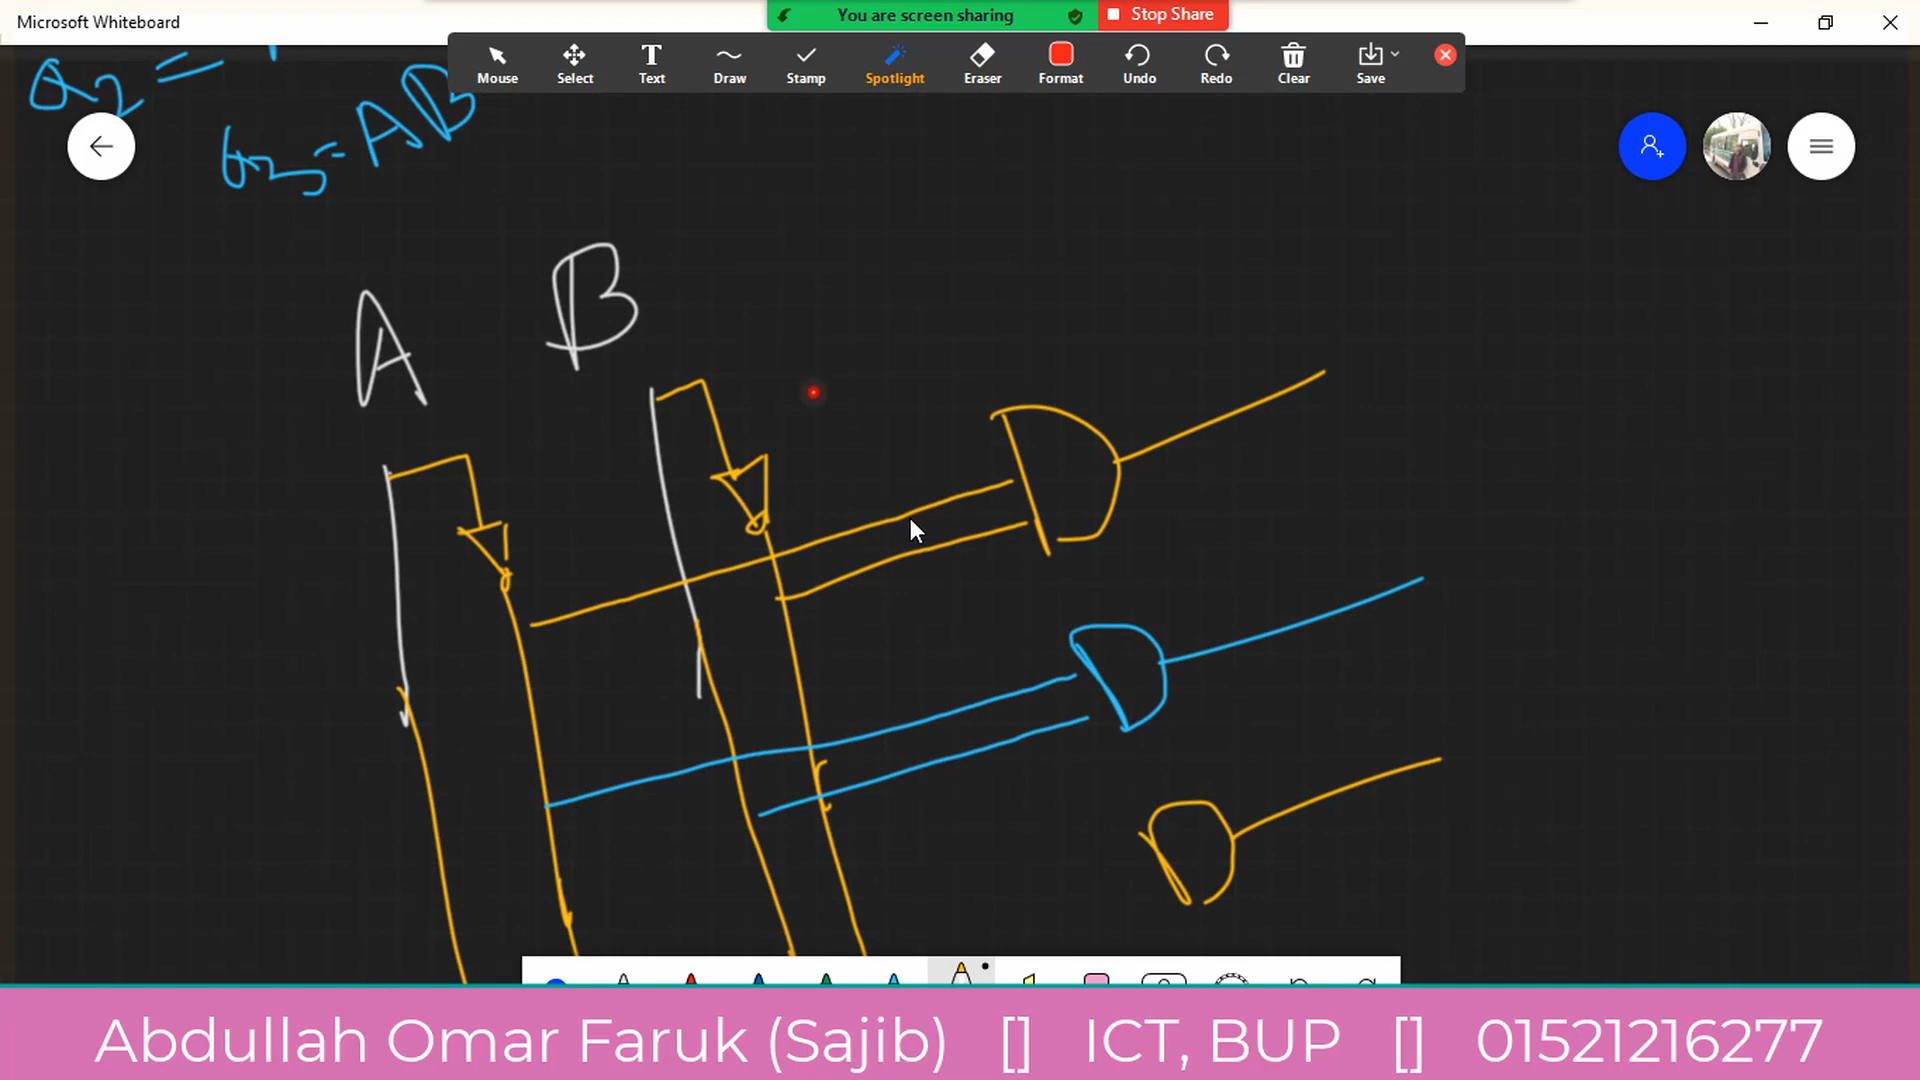 Microsoft Whiteboard
You are screen sharing
Stop Share
Mouse Select Text Draw Stamp Spotlight Eraser Format Undo Redo Clear Save
= AB
A
B
Abdullah Omar Faruk (Sajib) [] ICT, BUP [] 01521216277